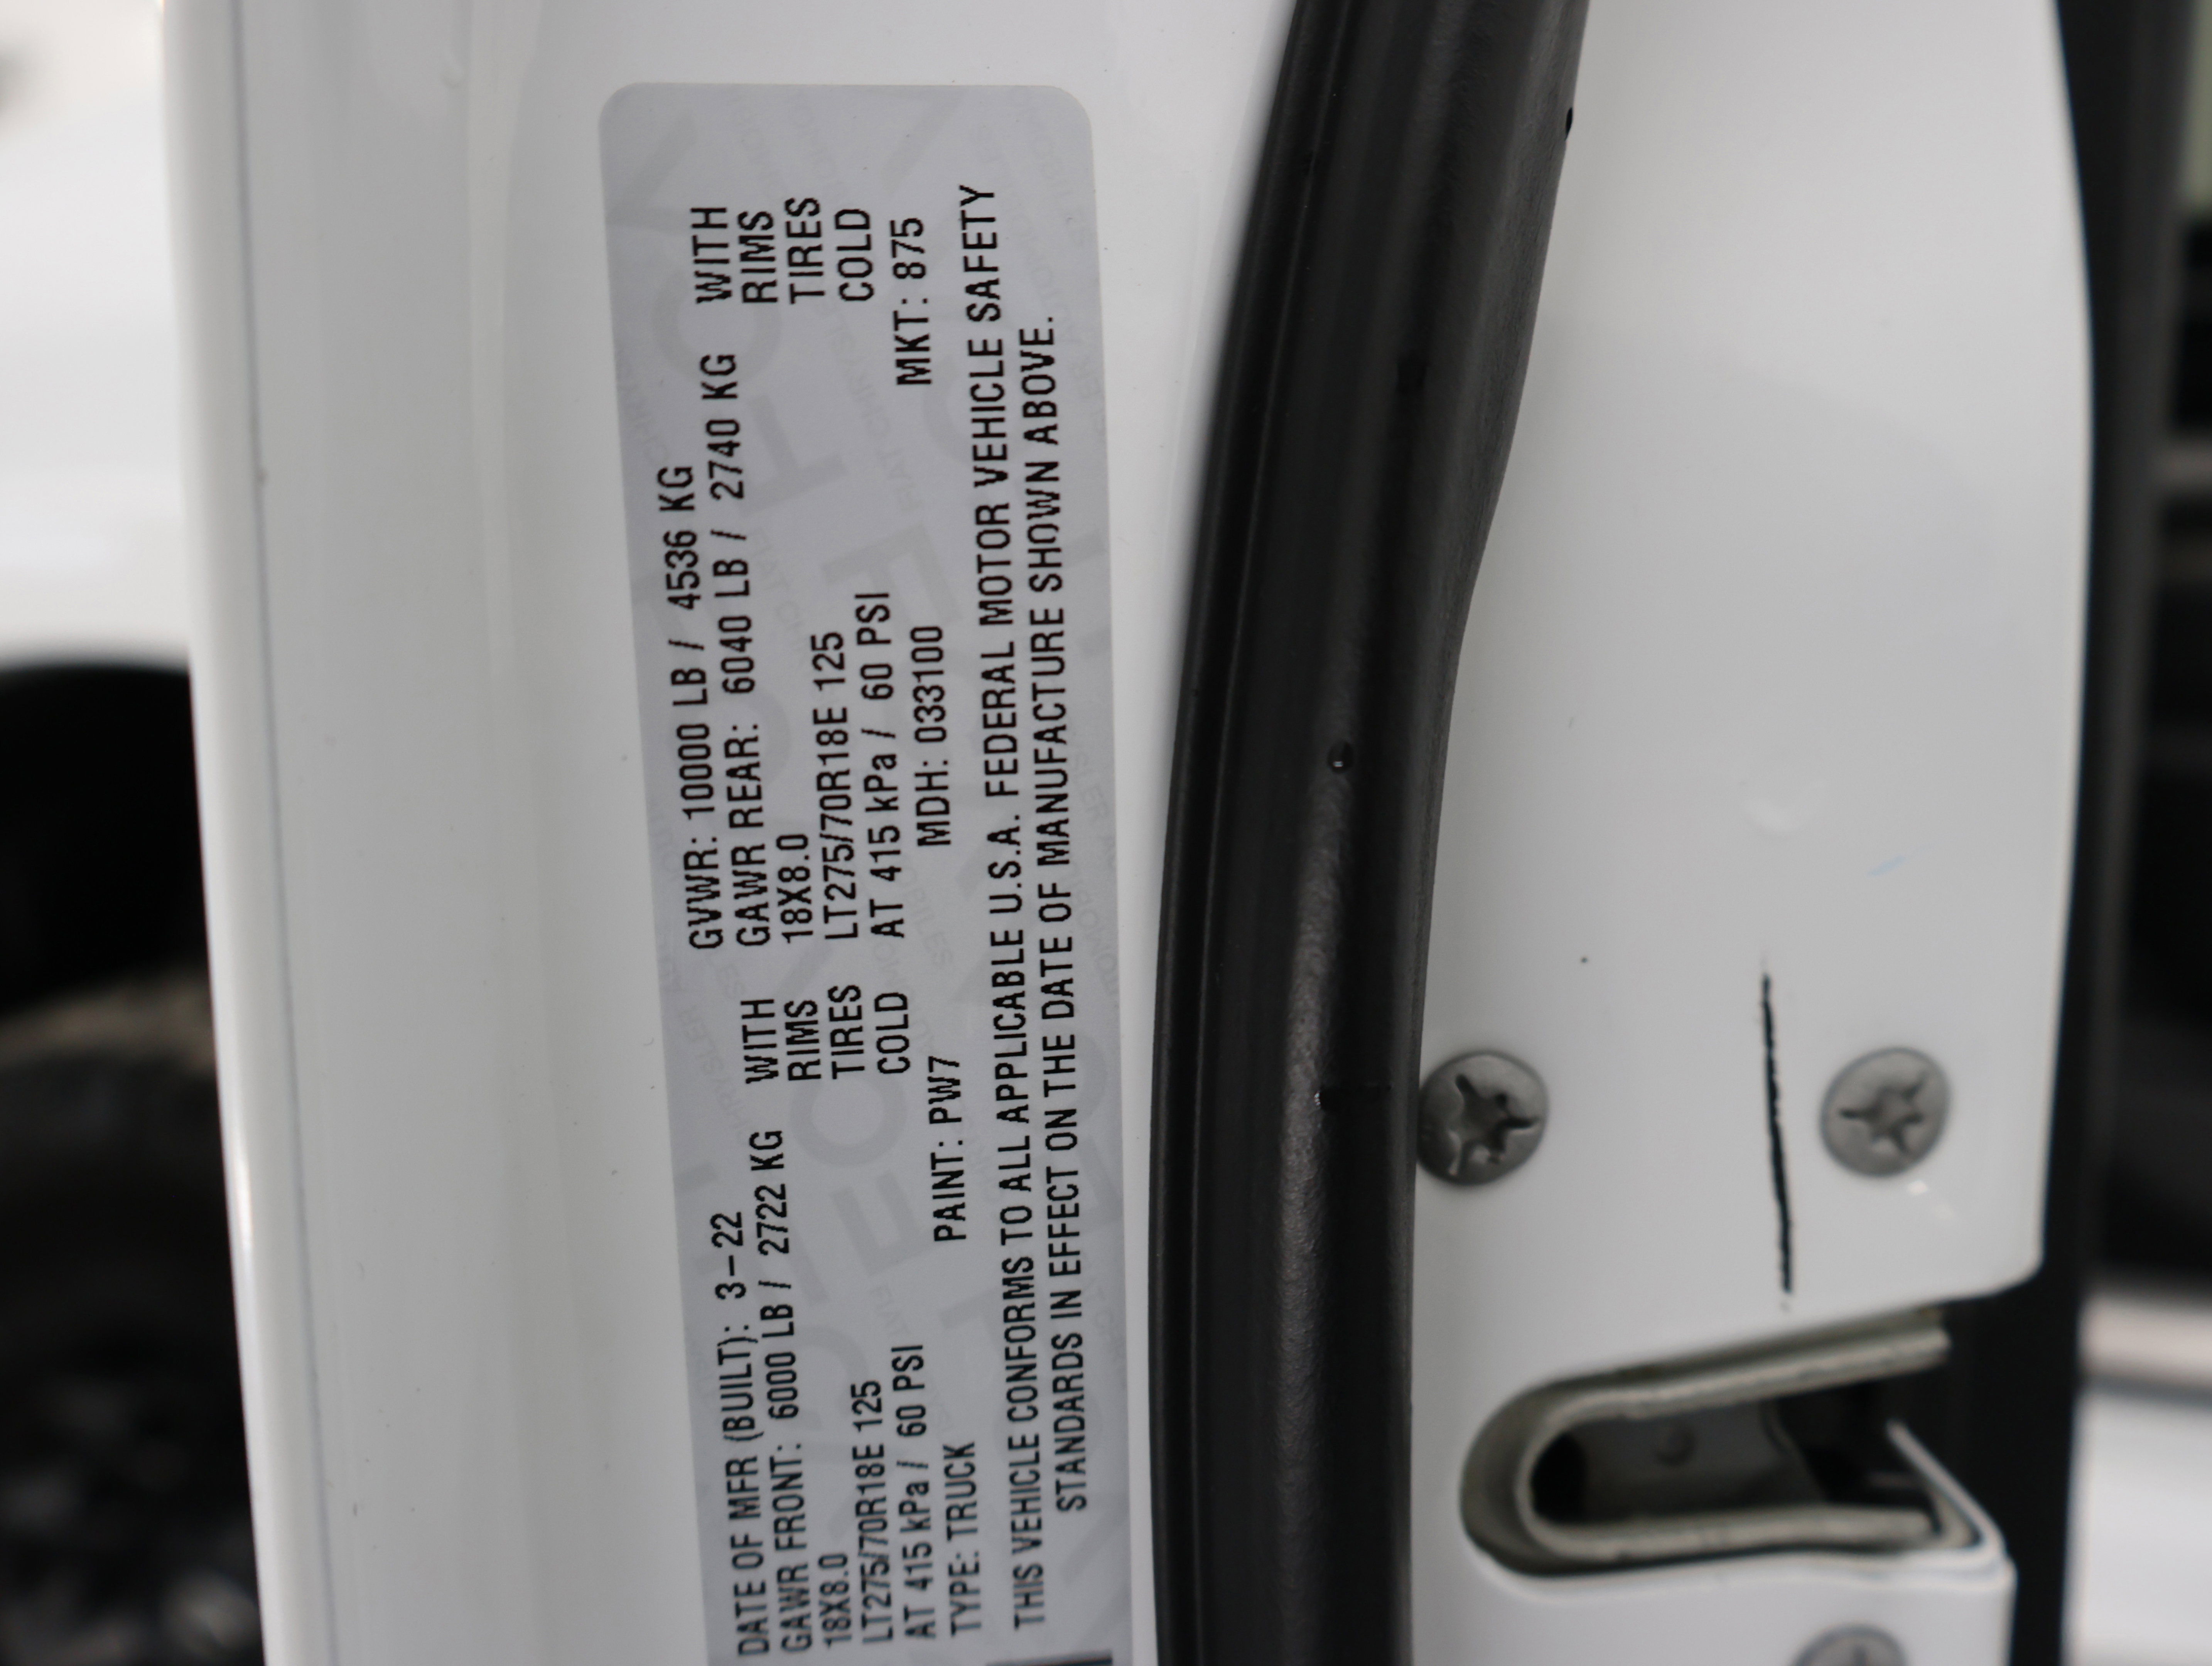 DATE OF MFR (BUILT): 3-22 GVWR: 10000 LB / 4536 KG
GAWR FRONT: 6000 LB / 2722 KG WITH GAWR REAR: 6040 LB / 2740 KG WITH
18X8.0 RIMS 18X8.0 RIMS
LT275/70R18E 125 TIRES LT275/70R18E 125 TIRES
AT 415 kPa / 60 PSI COLD AT 415 kPa / 60 PSI COLD
TYPE: TRUCK PAINT: PW7 MDH: 033100 MKT: 875
THIS VEHICLE CONFORMS TO ALL APPLICABLE U.S.A. FEDERAL MOTOR VEHICLE SAFETY
STANDARDS IN EFFECT ON THE DATE OF MANUFACTURE SHOWN ABOVE.